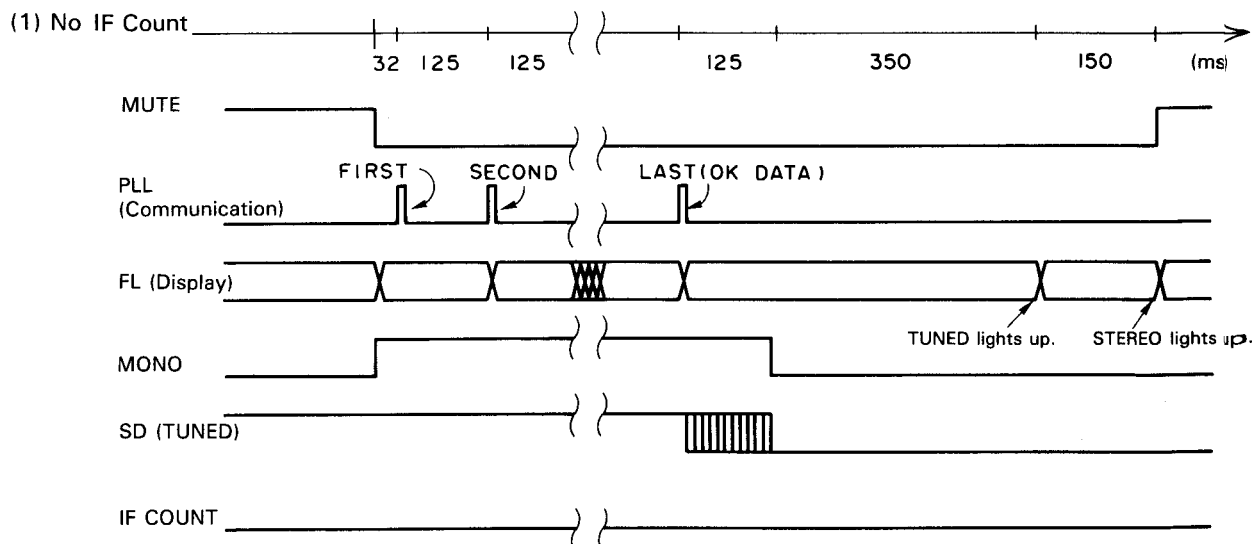 (1) No IF Count
32 125 125 125 350 150 (ms)
MUTE
FIRST SECOND LAST(OK DATA)
PLL
(Communication)
FL (Display)
TUNED lights up. STEREO lights up.
MONO
SD (TUNED)
IF COUNT